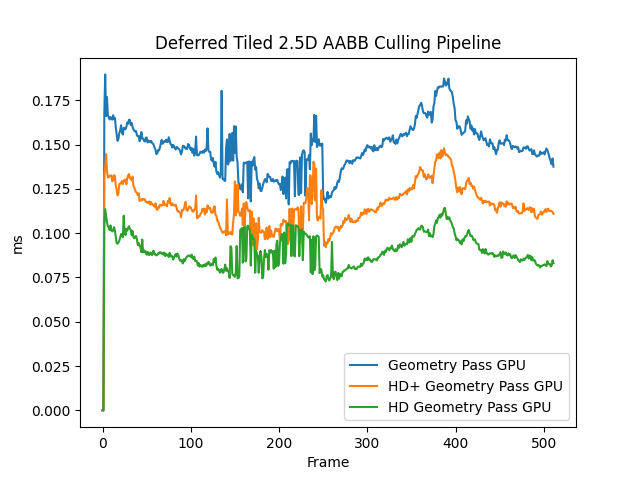 Deferred Tiled 2.5D AABB Culling Pipeline
ms
0.175
0.150
0.125
0.100
0.075
0.050
0.025
0.000
Geometry Pass GPU
HD+ Geometry Pass GPU
HD Geometry Pass GPU
0 100 200 300 400 500
Frame